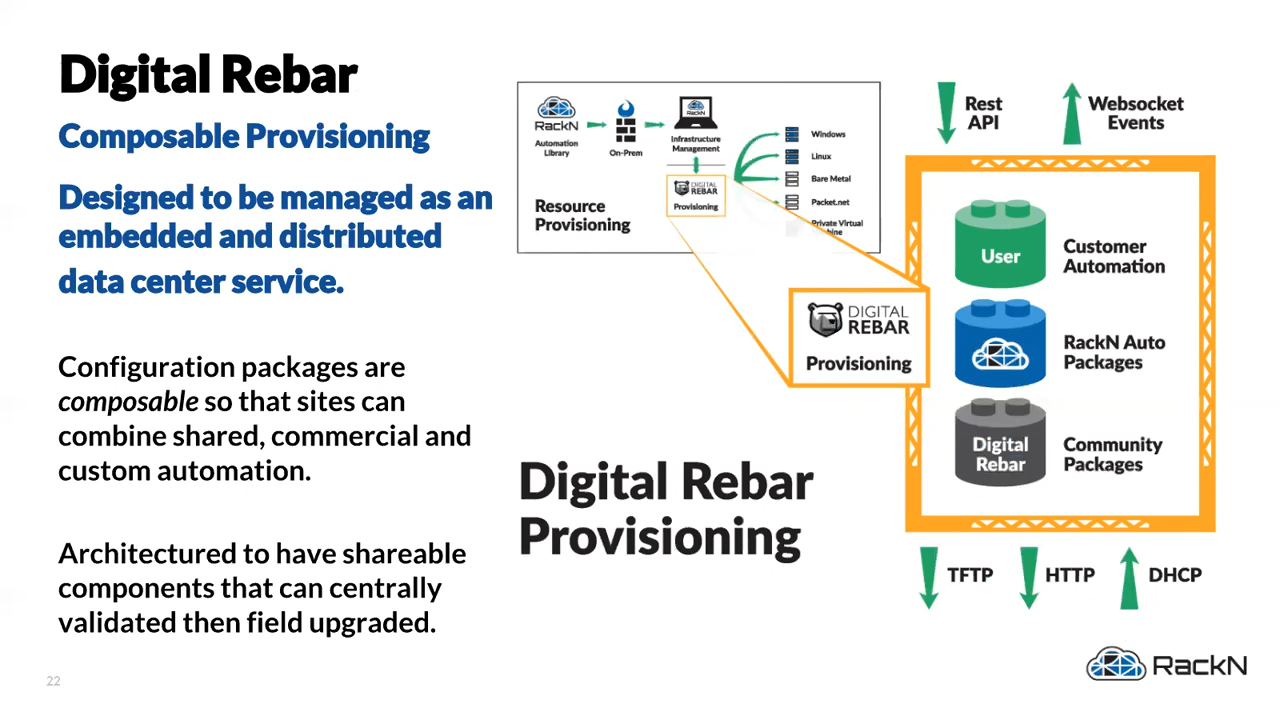 Digital Rebar
Composable Provisioning
Designed to be managed as an
embedded and distributed
data center service.
Configuration packages are
composable so that sites can
combine shared, commercial and
custom automation.
Architectured to have shareable
components that can centrally
validated then field upgraded.
22
RackN
Automation
Library
On-Prem
RackN
Infrastructure
Management
DIGITAL
REBAR
Provisioning
Resource
Provisioning
Windows
Linux
Bare Metal
Packet.net
Private Virtual
DIGITAL
REBAR
Provisioning
Digital Rebar
Provisioning
Rest
API
Websocket
Events
User
Customer
Automation
RackN Auto
Packages
Digital
Rebar
Community
Packages
TFTP
HTTP
DHCP
RackN